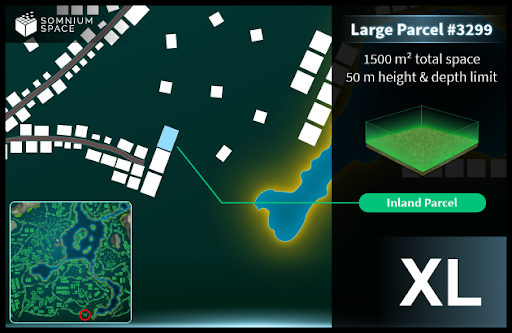 SOMNIUM
SPACE
Large Parcel #3299
1500 m² total space
50 m height & depth limit
Inland Parcel
XL